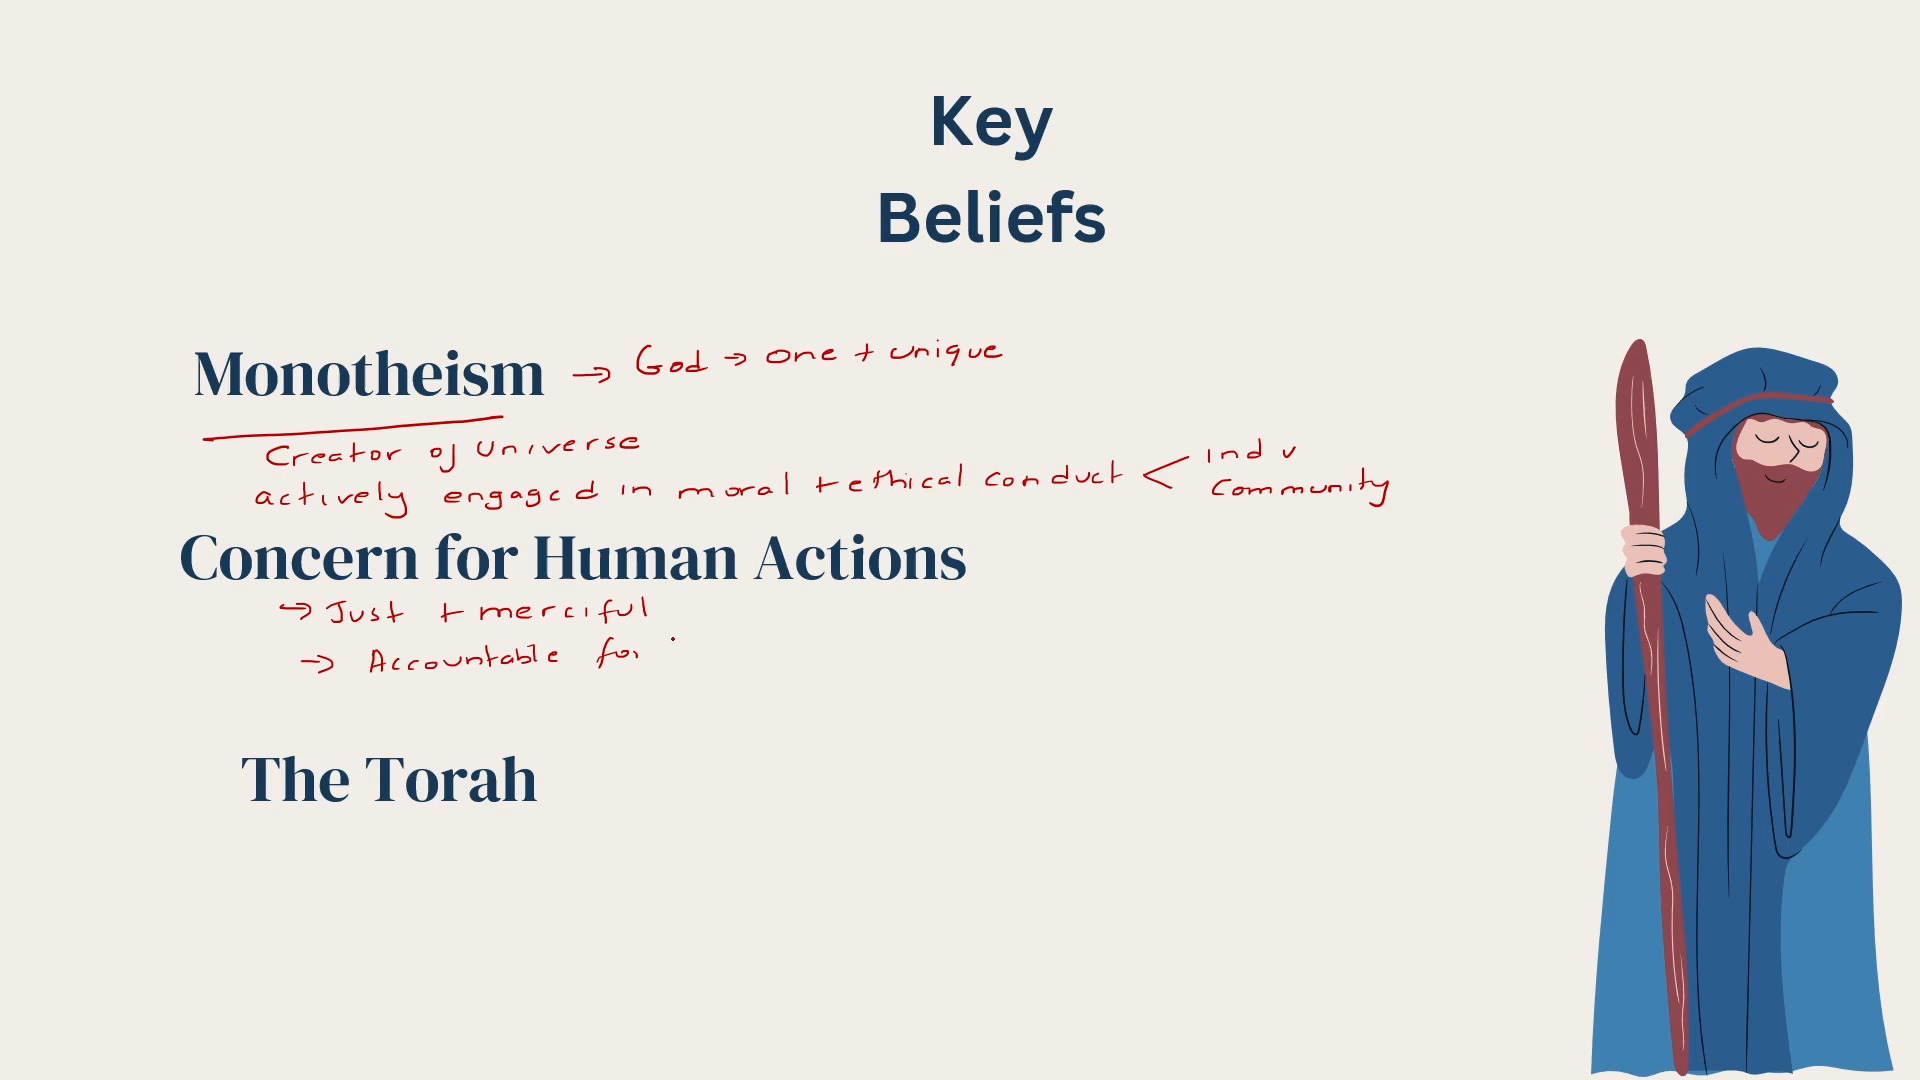 Key
Beliefs
Monotheism → God → one + unique
Creator of Universe
actively engaged in moral + ethical conduct < Indv
Community
Concern for Human Actions
→ Just + merciful
→ Accountable for
The Torah